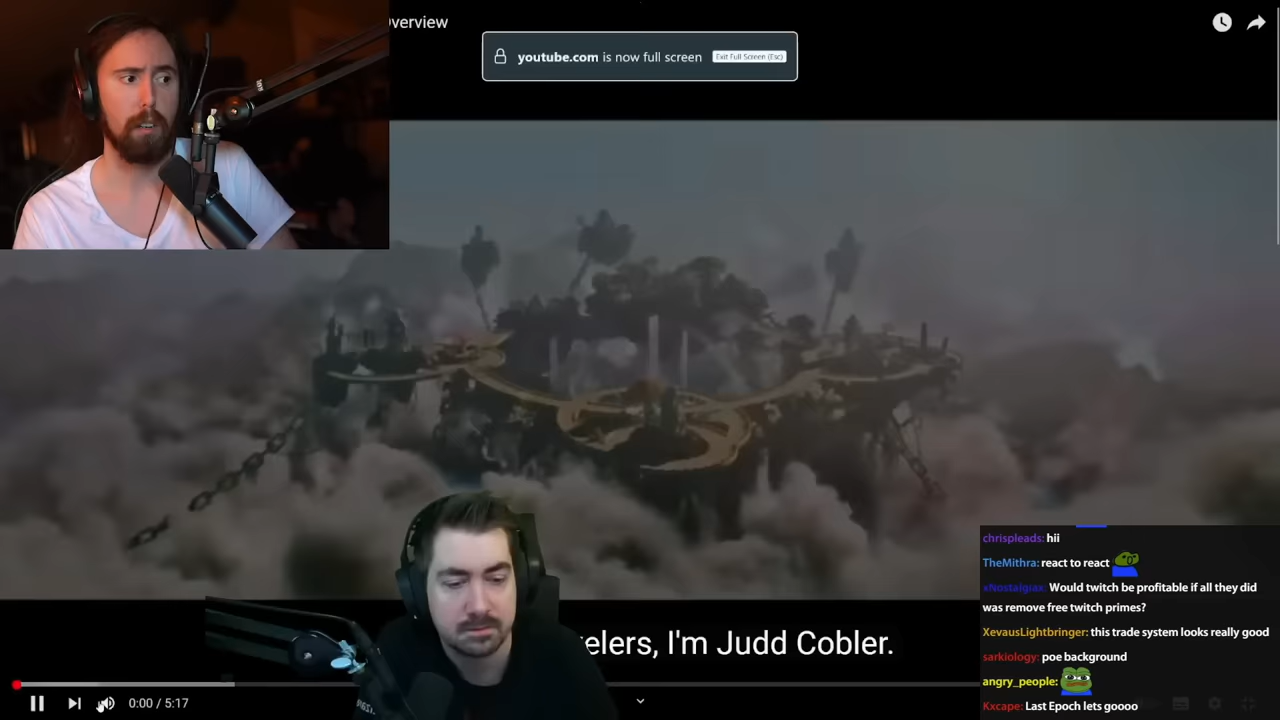 verview
youtube.com is now full screen Exit Full Screen (Esc)
elers, I'm Judd Cobler.
0:00 / 5:17
chrispleads: hii
TheMithra: react to react
xNostalgiax: Would twitch be profitable if all they did
was remove free twitch primes?
XevausLightbringer: this trade system looks really good
sarkiology: poe background
angry_people:
Kxcape: Last Epoch lets goooo